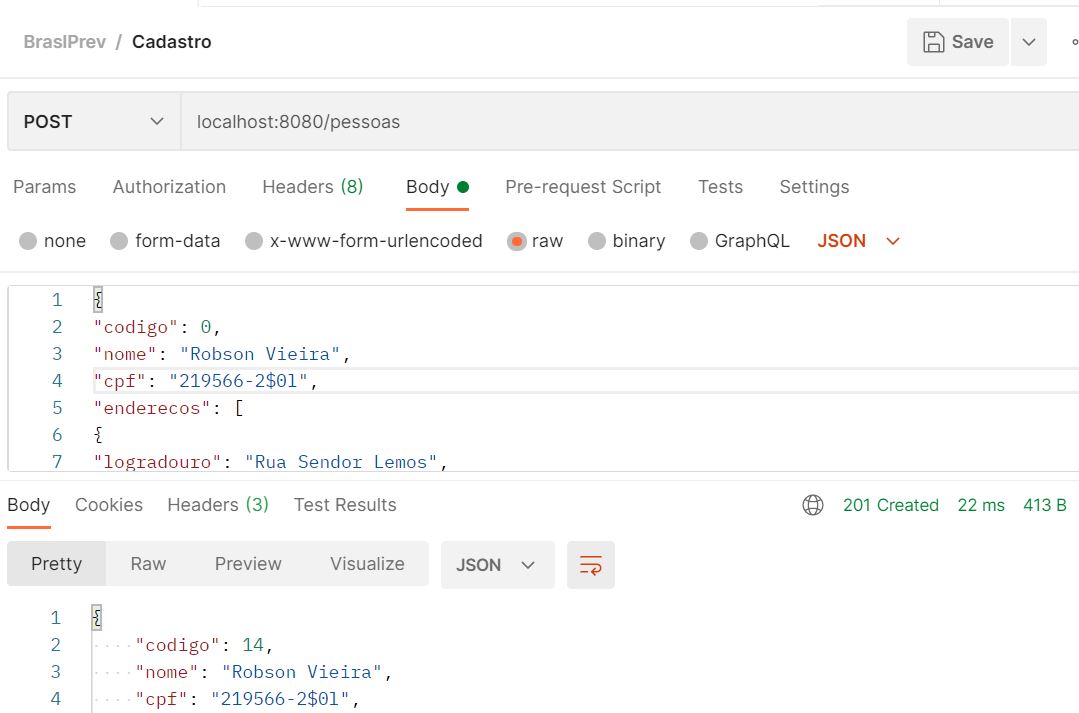 BraslPrev / Cadastro
Save
POST
localhost:8080/pessoas
Params Authorization Headers (8) Body Pre-request Script Tests Settings
none form-data x-www-form-urlencoded raw binary GraphQL JSON
1 {
2 "codigo": 0,
3 "nome": "Robson Vieira",
4 "cpf": "219566-2$0l",
5 "enderecos": [
6 {
7 "logradouro": "Rua Sendor Lemos",
Body Cookies Headers (3) Test Results 201 Created 22 ms 413 B
Pretty Raw Preview Visualize JSON
1 {
2 "codigo": 14,
3 "nome": "Robson Vieira",
4 "cpf": "219566-2$0l",